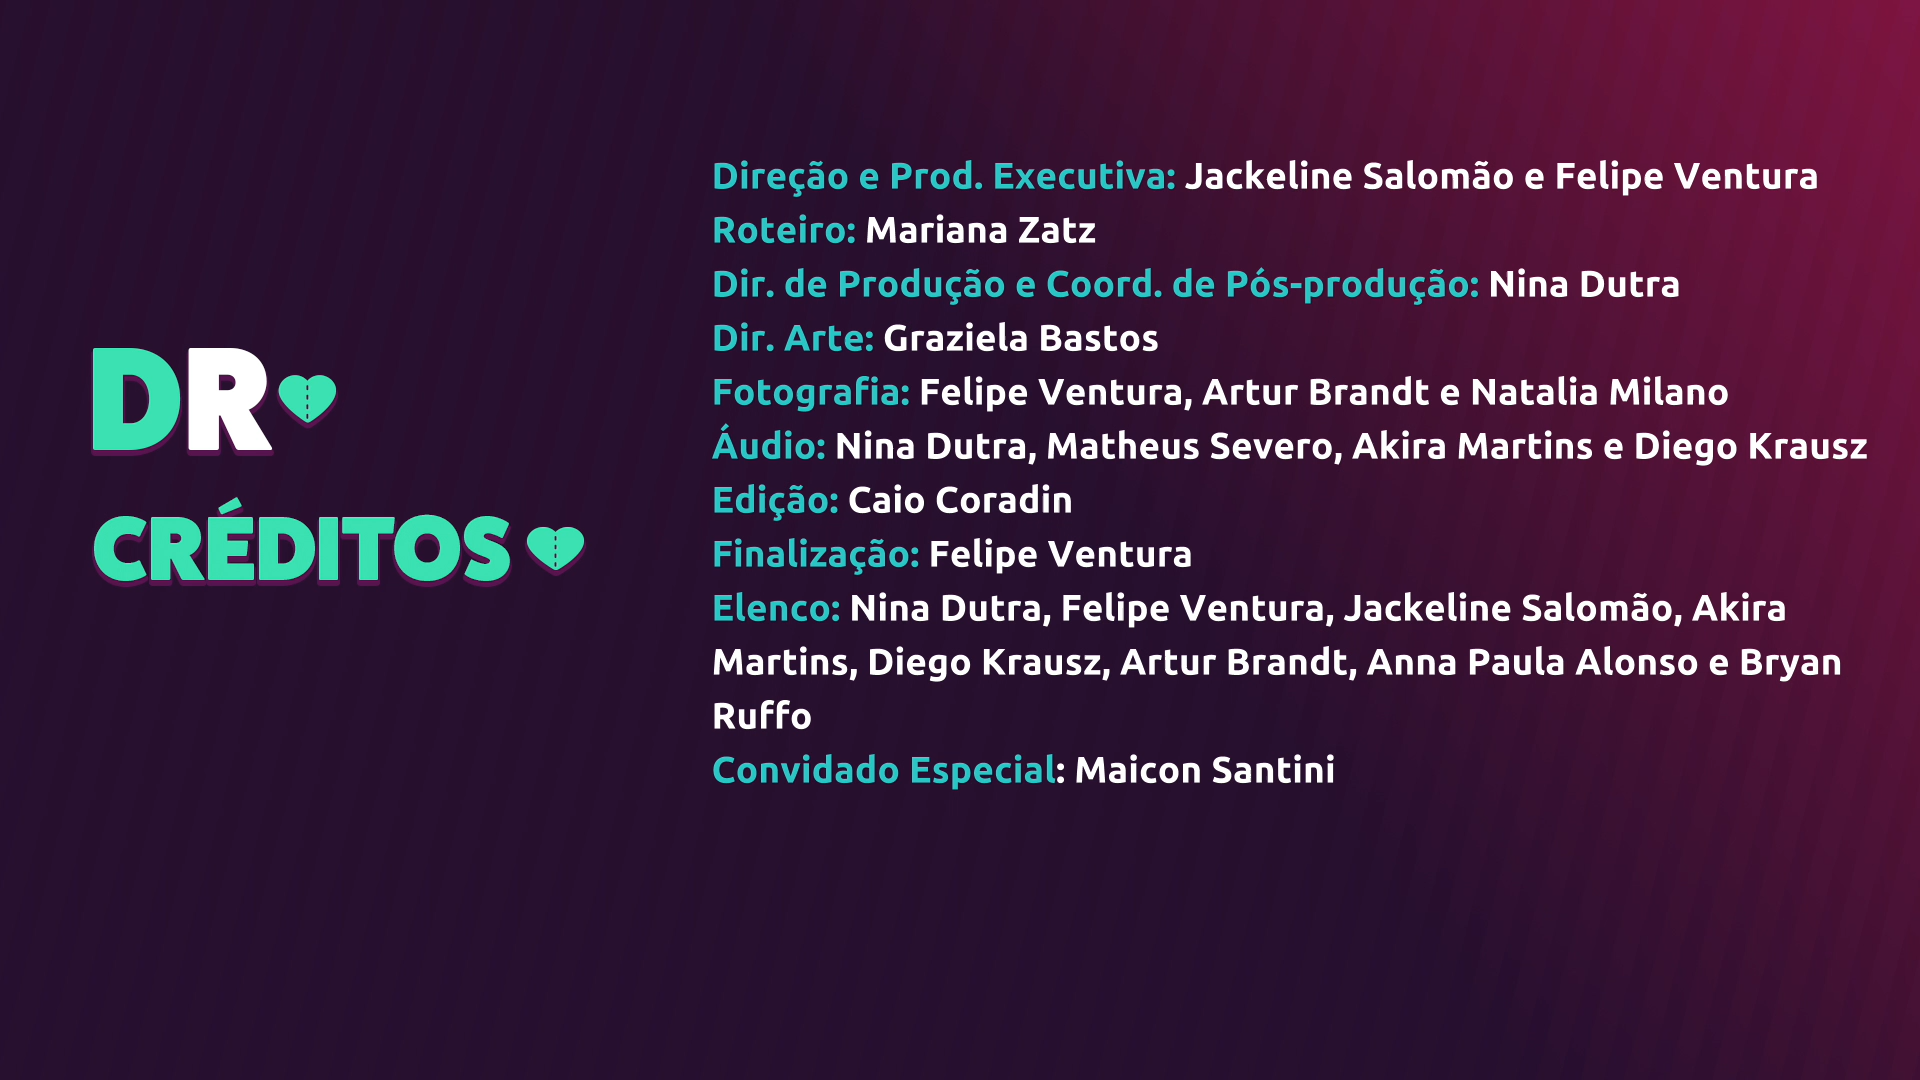 DR
CRÉDITOS
Direção e Prod. Executiva: Jackeline Salomão e Felipe Ventura
Roteiro: Mariana Zatz
Dir. de Produção e Coord. de Pós-produção: Nina Dutra
Dir. Arte: Graziela Bastos
Fotografia: Felipe Ventura, Artur Brandt e Natalia Milano
Áudio: Nina Dutra, Matheus Severo, Akira Martins e Diego Krausz
Edição: Caio Coradin
Finalização: Felipe Ventura
Elenco: Nina Dutra, Felipe Ventura, Jackeline Salomão, Akira
Martins, Diego Krausz, Artur Brandt, Anna Paula Alonso e Bryan
Ruffo
Convidado Especial: Maicon Santini